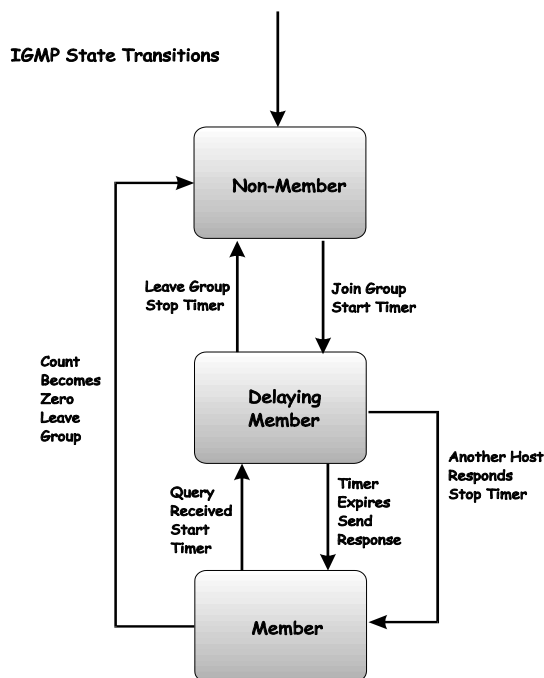 IGMP State Transitions
Non-Member
Leave Group
Stop Timer
Join Group
Start Timer
Count
Becomes
Zero
Leave
Group
Delaying
Member
Another Host
Responds
Stop Timer
Query
Received
Start
Timer
Timer
Expires
Send
Response
Member